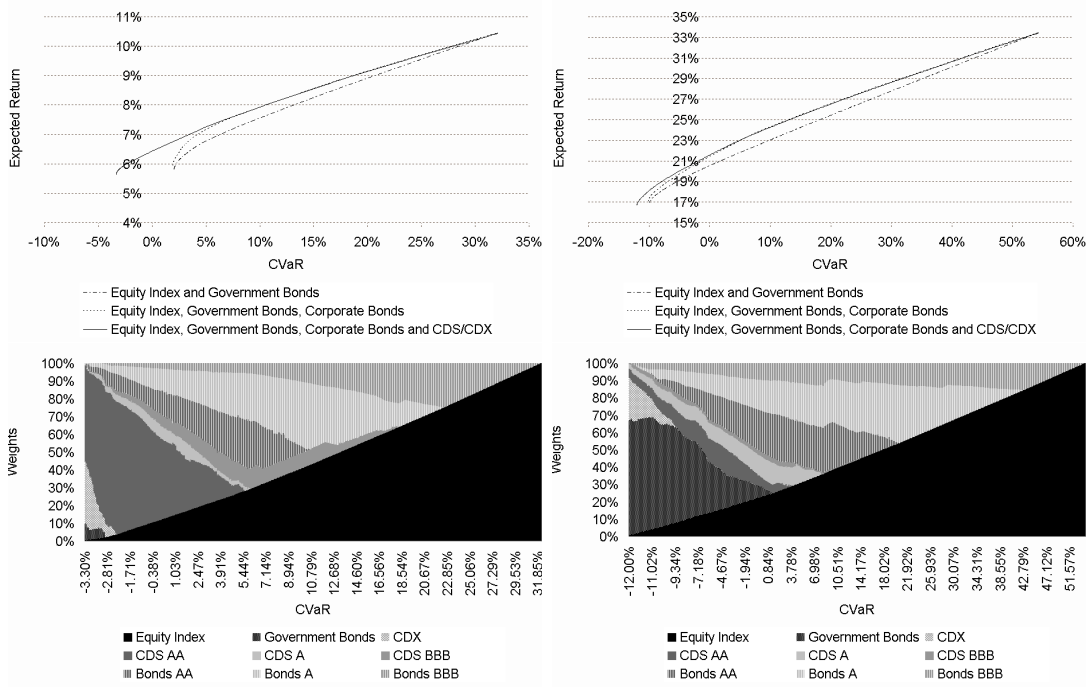 11%
10%
9%
8%
7%
6%
5%
4%
Expected Return
-10% -5% 0% 5% 10% 15% 20% 25% 30% 35%
CVaR
Equity Index and Government Bonds
Equity Index, Government Bonds, Corporate Bonds
Equity Index, Government Bonds, Corporate Bonds and CDS/CDX
35%
33%
31%
29%
27%
25%
23%
21%
19%
17%
15%
Expected Return
-20% -10% 0% 10% 20% 30% 40% 50% 60%
CVaR
Equity Index and Government Bonds
Equity Index, Government Bonds, Corporate Bonds
Equity Index, Government Bonds, Corporate Bonds and CDS/CDX
100%
90%
80%
70%
60%
50%
40%
30%
20%
10%
0%
Weights
-3.30% -2.81% -1.71% -0.38% 1.03% 2.47% 3.91% 5.44% 7.14% 8.94% 10.79% 12.68% 14.60% 16.56% 18.54% 20.67% 22.85% 25.06% 27.29% 29.53% 31.85%
CVaR
Equity Index Government Bonds CDX
CDS AA CDS A CDS BBB
Bonds AA Bonds A Bonds BBB
100%
90%
80%
70%
60%
50%
40%
30%
20%
10%
0%
Weights
-12.00% -11.02% -9.34% -7.18% -4.67% -1.94% 0.84% 3.78% 6.98% 10.51% 14.17% 18.02% 21.92% 25.93% 30.07% 34.31% 38.55% 42.79% 47.12% 51.57%
CVaR
Equity Index Government Bonds CDX
CDS AA CDS A CDS BBB
Bonds AA Bonds A Bonds BBB